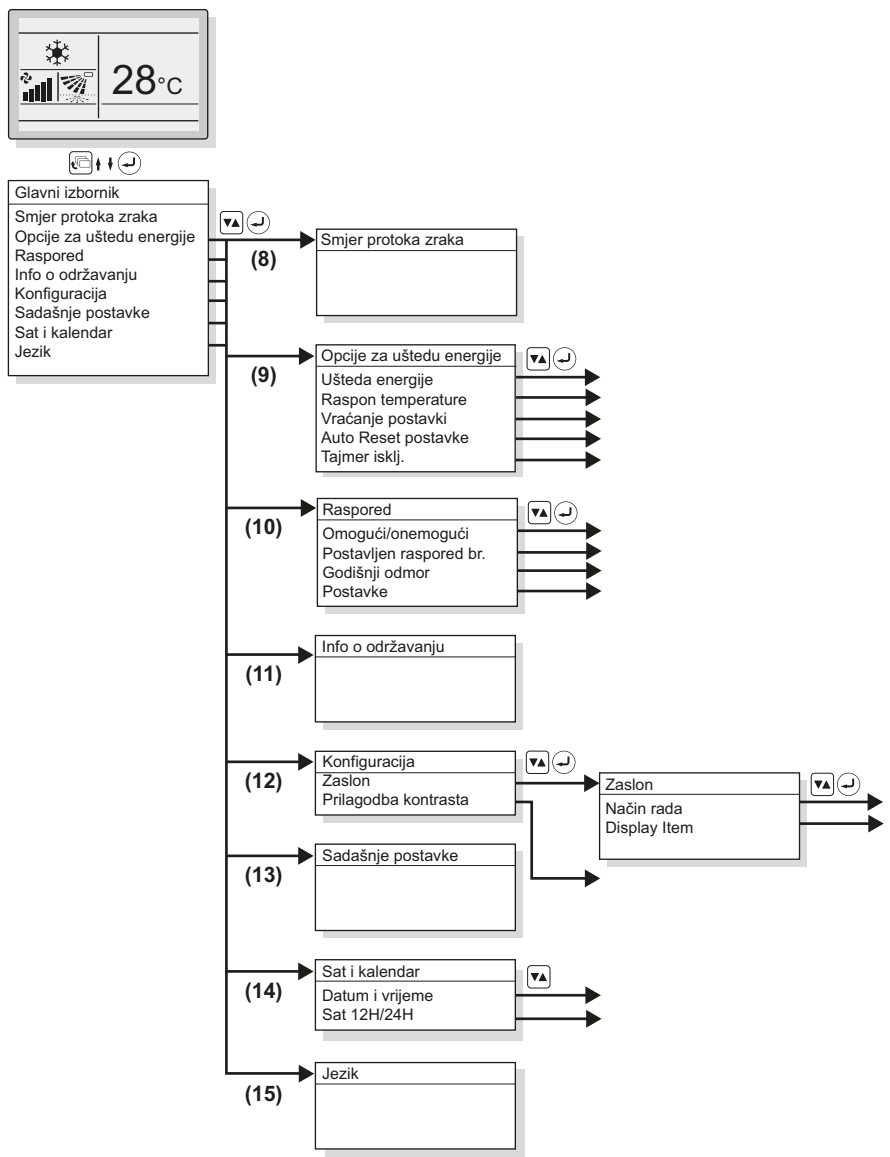 28°C
Glavni izbornik
Smjer protoka zraka
Opcije za uštedu energije
Raspored
Info o održavanju
Konfiguracija
Sadašnje postavke
Sat i kalendar
Jezik
(8)
Smjer protoka zraka
(9)
Opcije za uštedu energije
Ušteda energije
Raspon temperature
Vraćanje postavki
Auto Reset postavke
Tajmer isklj.
(10)
Raspored
Omogući/onemogući
Postavljen raspored br.
Godišnji odmor
Postavke
(11)
Info o održavanju
(12)
Konfiguracija
Zaslon
Prilagodba kontrasta
Zaslon
Način rada
Display Item
(13)
Sadašnje postavke
(14)
Sat i kalendar
Datum i vrijeme
Sat 12H/24H
(15)
Jezik